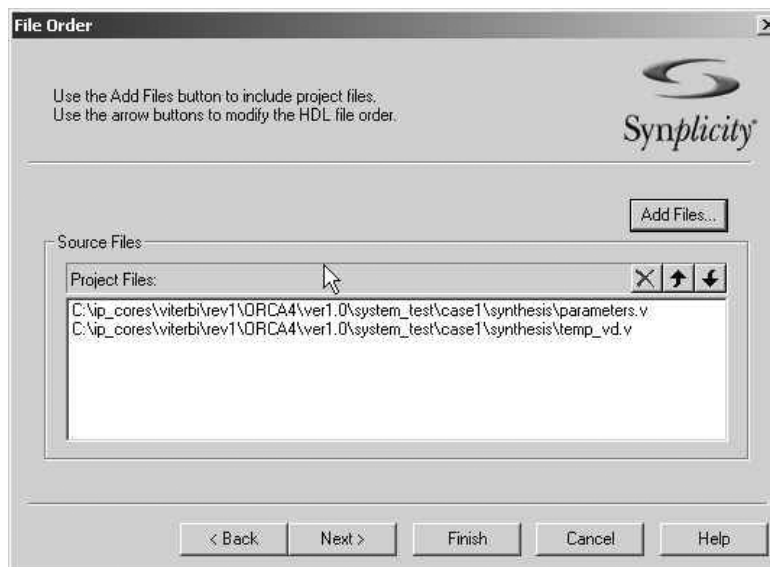 File Order
Use the Add Files button to include project files.
Use the arrow buttons to modify the HDL file order.
Synplicity®
Add Files...
Source Files
Project Files:
C:\ip_cores\viterbi\rev1\ORCA4\ver1.0\system_test\case1\synthesis\parameters.v
C:\ip_cores\viterbi\rev1\ORCA4\ver1.0\system_test\case1\synthesis\temp_vd.v
< Back
Next >
Finish
Cancel
Help